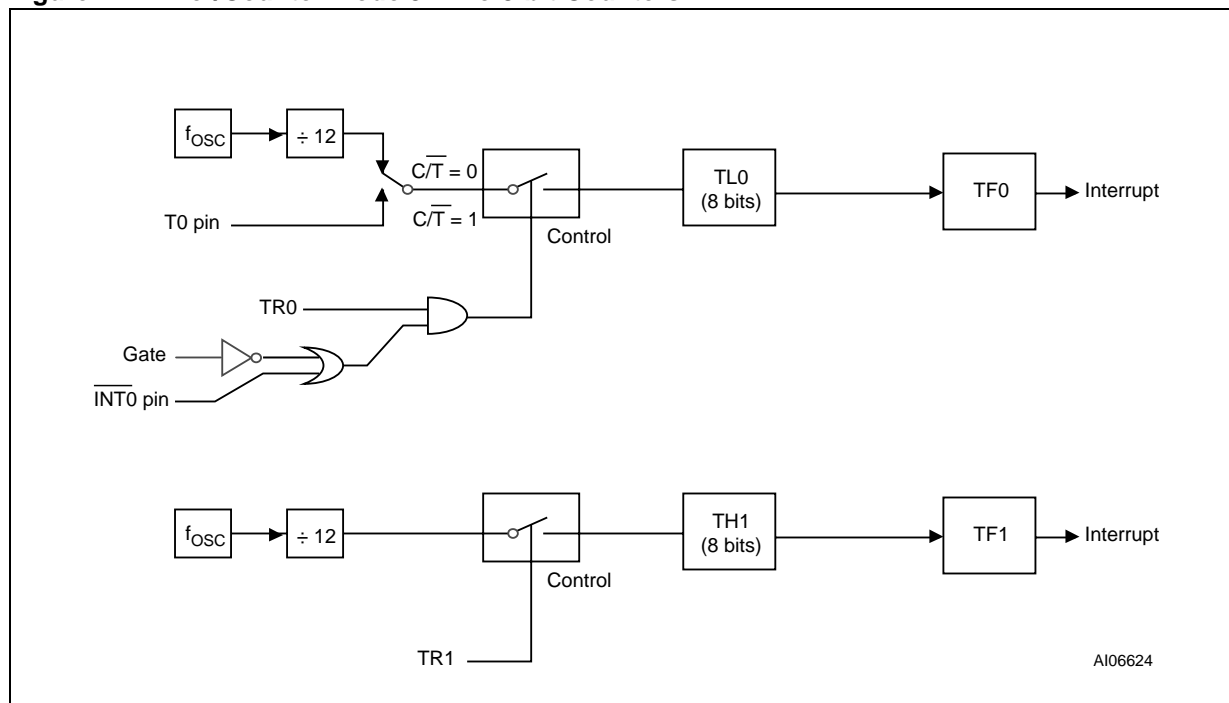 fOSC
÷ 12
C/T̅ = 0
T0 pin
C/T̅ = 1
Control
TL0
(8 bits)
TF0
Interrupt
TR0
Gate
I̅N̅T̅0̅ pin
fOSC
÷ 12
Control
TH1
(8 bits)
TF1
Interrupt
TR1
AI06624